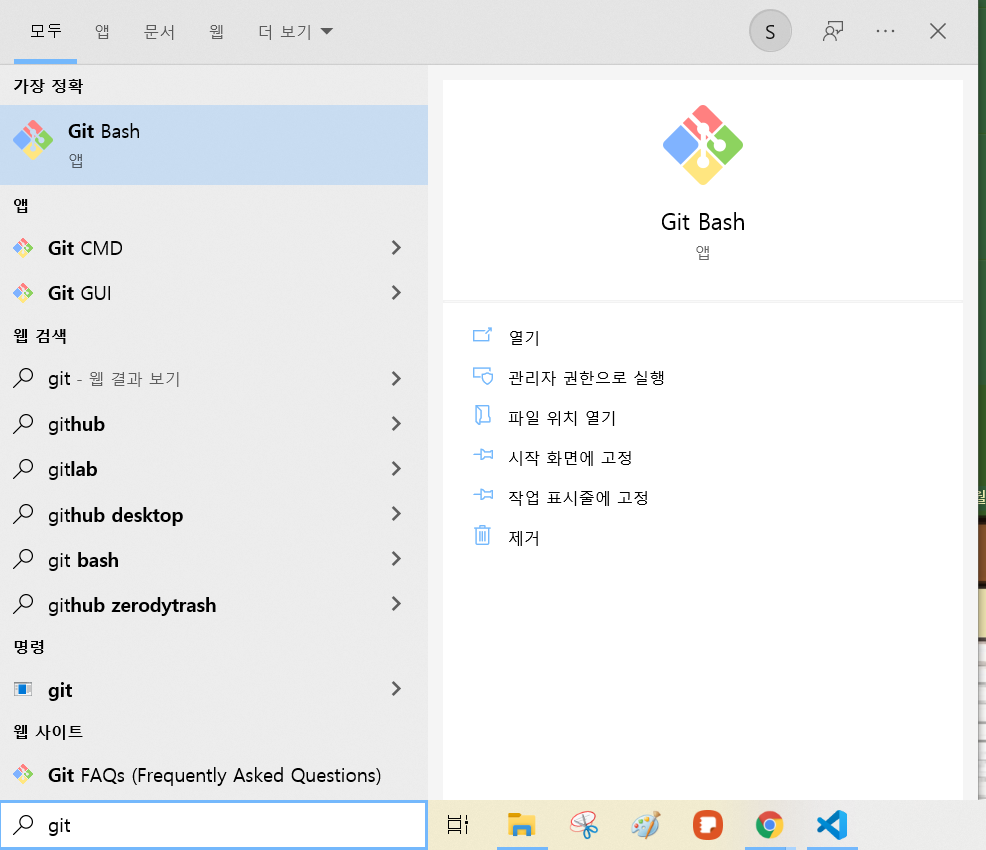 모두 앱 문서 웹 더 보기 S
가장 정확
Git Bash
앱
앱
Git CMD
Git GUI
웹 검색
git - 웹 결과 보기
github
gitlab
github desktop
git bash
github zerodytrash
명령
git
웹 사이트
Git FAQs (Frequently Asked Questions)
git
Git Bash
앱
열기
관리자 권한으로 실행
파일 위치 열기
시작 화면에 고정
작업 표시줄에 고정
제거